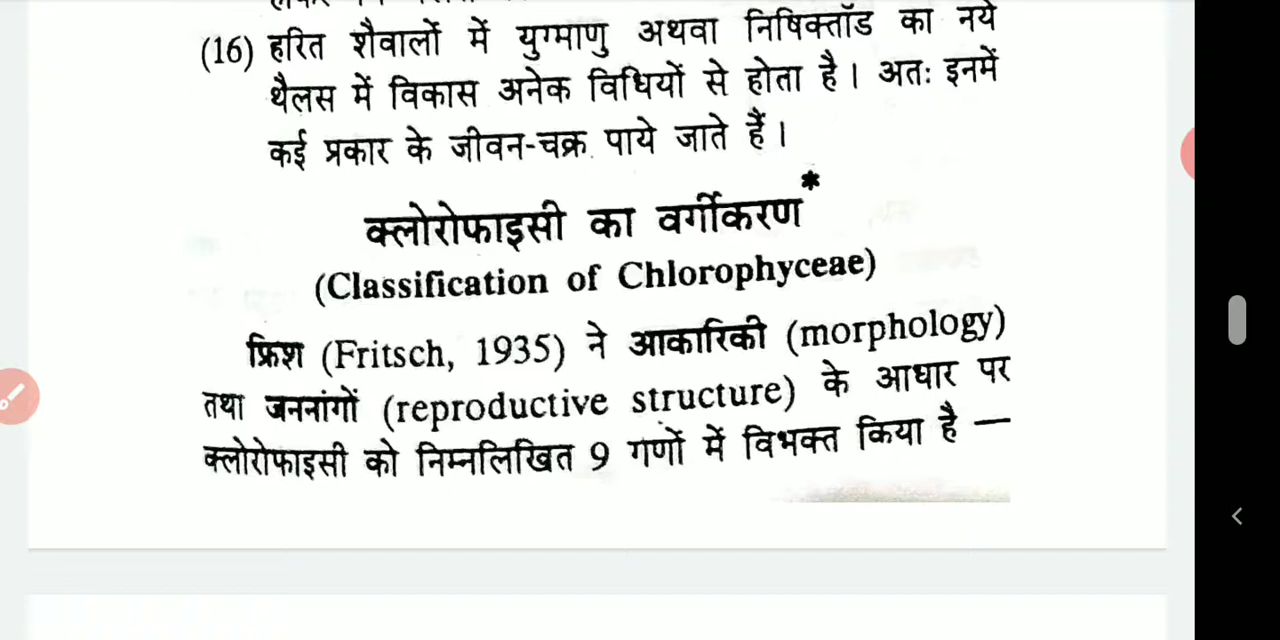 (16) हरित शैवालों में युग्माणु अथवा निषिक्तॉड का नये
थैलस में विकास अनेक विधियों से होता है। अतः इनमें
कई प्रकार के जीवन-चक्र पाये जाते हैं।
क्लोरोफाइसी का वर्गीकरण*
(Classification of Chlorophyceae)
फ्रिश (Fritsch, 1935) ने आकारिकी (morphology)
तथा जननांगों (reproductive structure) के आधार पर
क्लोरोफाइसी को निम्नलिखित 9 गणों में विभक्त किया है —